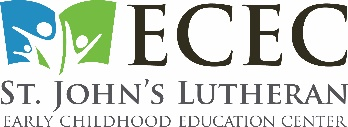 ECEC
ST. JOHN'S LUTHERAN
EARLY CHILDHOOD EDUCATION CENTER